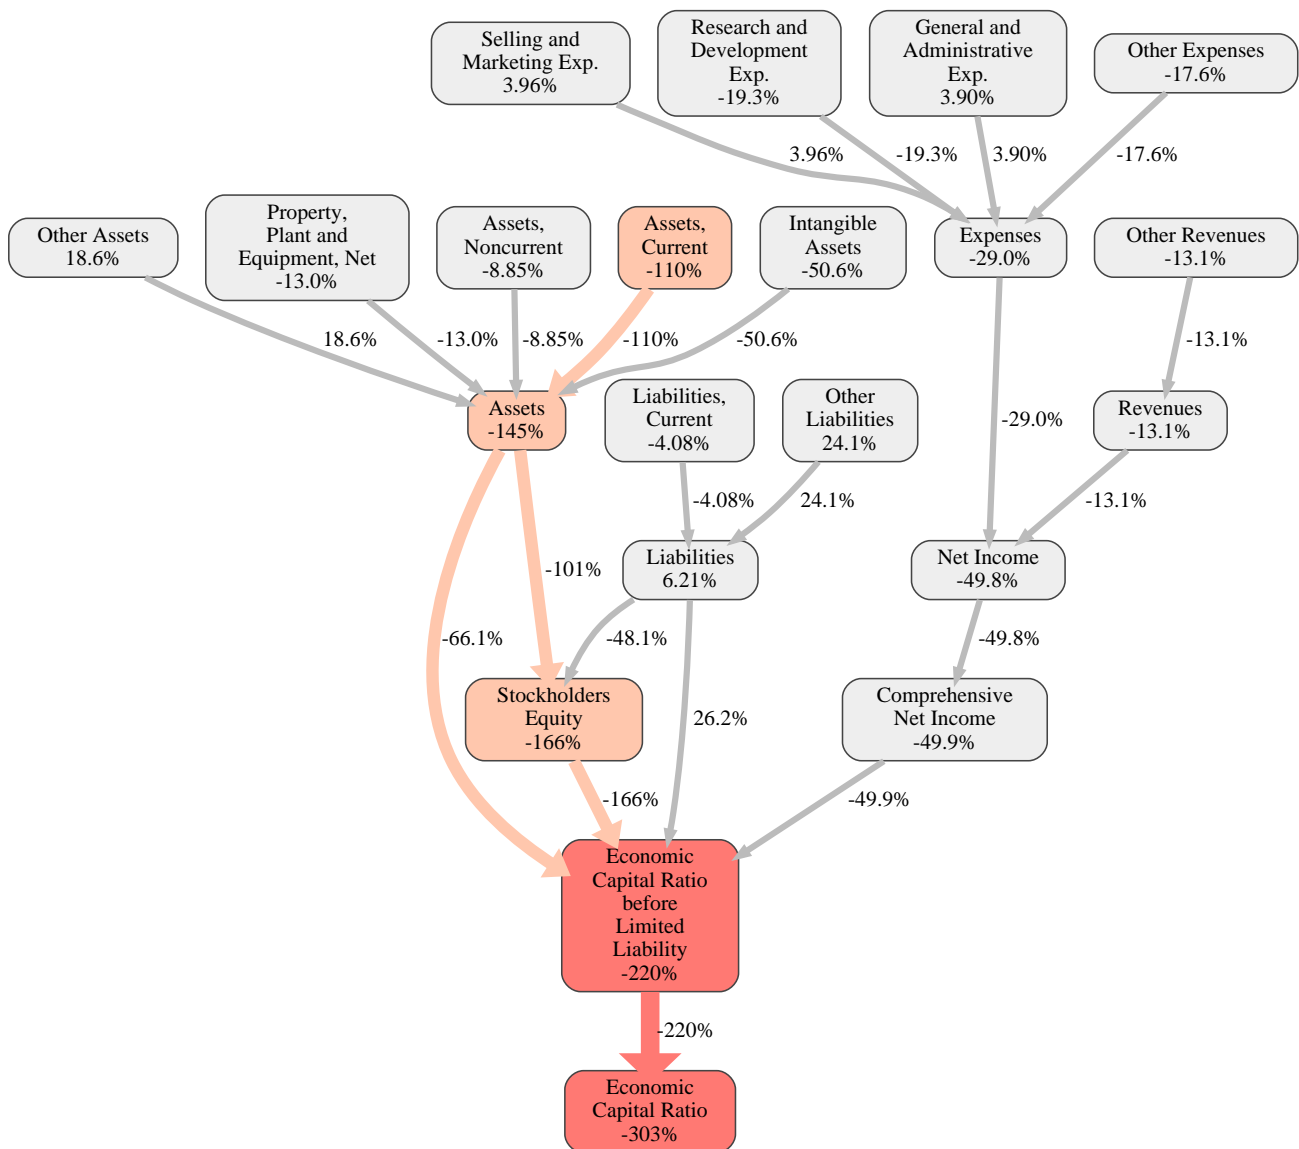 Selling and
Marketing Exp.
3.96%
Research and
Development
Exp.
-19.3%
General and
Administrative
Exp.
3.90%
Other Expenses
-17.6%
3.96%
-19.3%
3.90%
-17.6%
Other Assets
18.6%
Property,
Plant and
Equipment, Net
-13.0%
Assets,
Noncurrent
-8.85%
Assets,
Current
-110%
Intangible
Assets
-50.6%
Expenses
-29.0%
Other Revenues
-13.1%
18.6%
-13.0%
-8.85%
-110%
-50.6%
-13.1%
Assets
-145%
Liabilities,
Current
-4.08%
Other
Liabilities
24.1%
-29.0%
Revenues
-13.1%
-4.08%
24.1%
-13.1%
-101%
Liabilities
6.21%
Net Income
-49.8%
-66.1%
-48.1%
-49.8%
Stockholders
Equity
-166%
26.2%
Comprehensive
Net Income
-49.9%
-166%
-49.9%
Economic
Capital Ratio
before
Limited
Liability
-220%
-220%
Economic
Capital Ratio
-303%